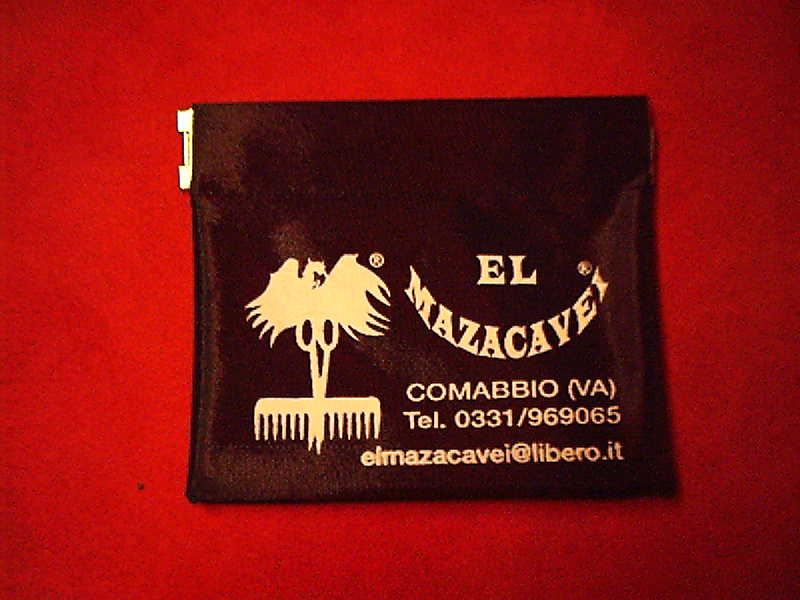 ®
EL
MAZACAVEI ®
COMABBIO (VA)
Tel. 0331/969065
elmazacavei@libero.it